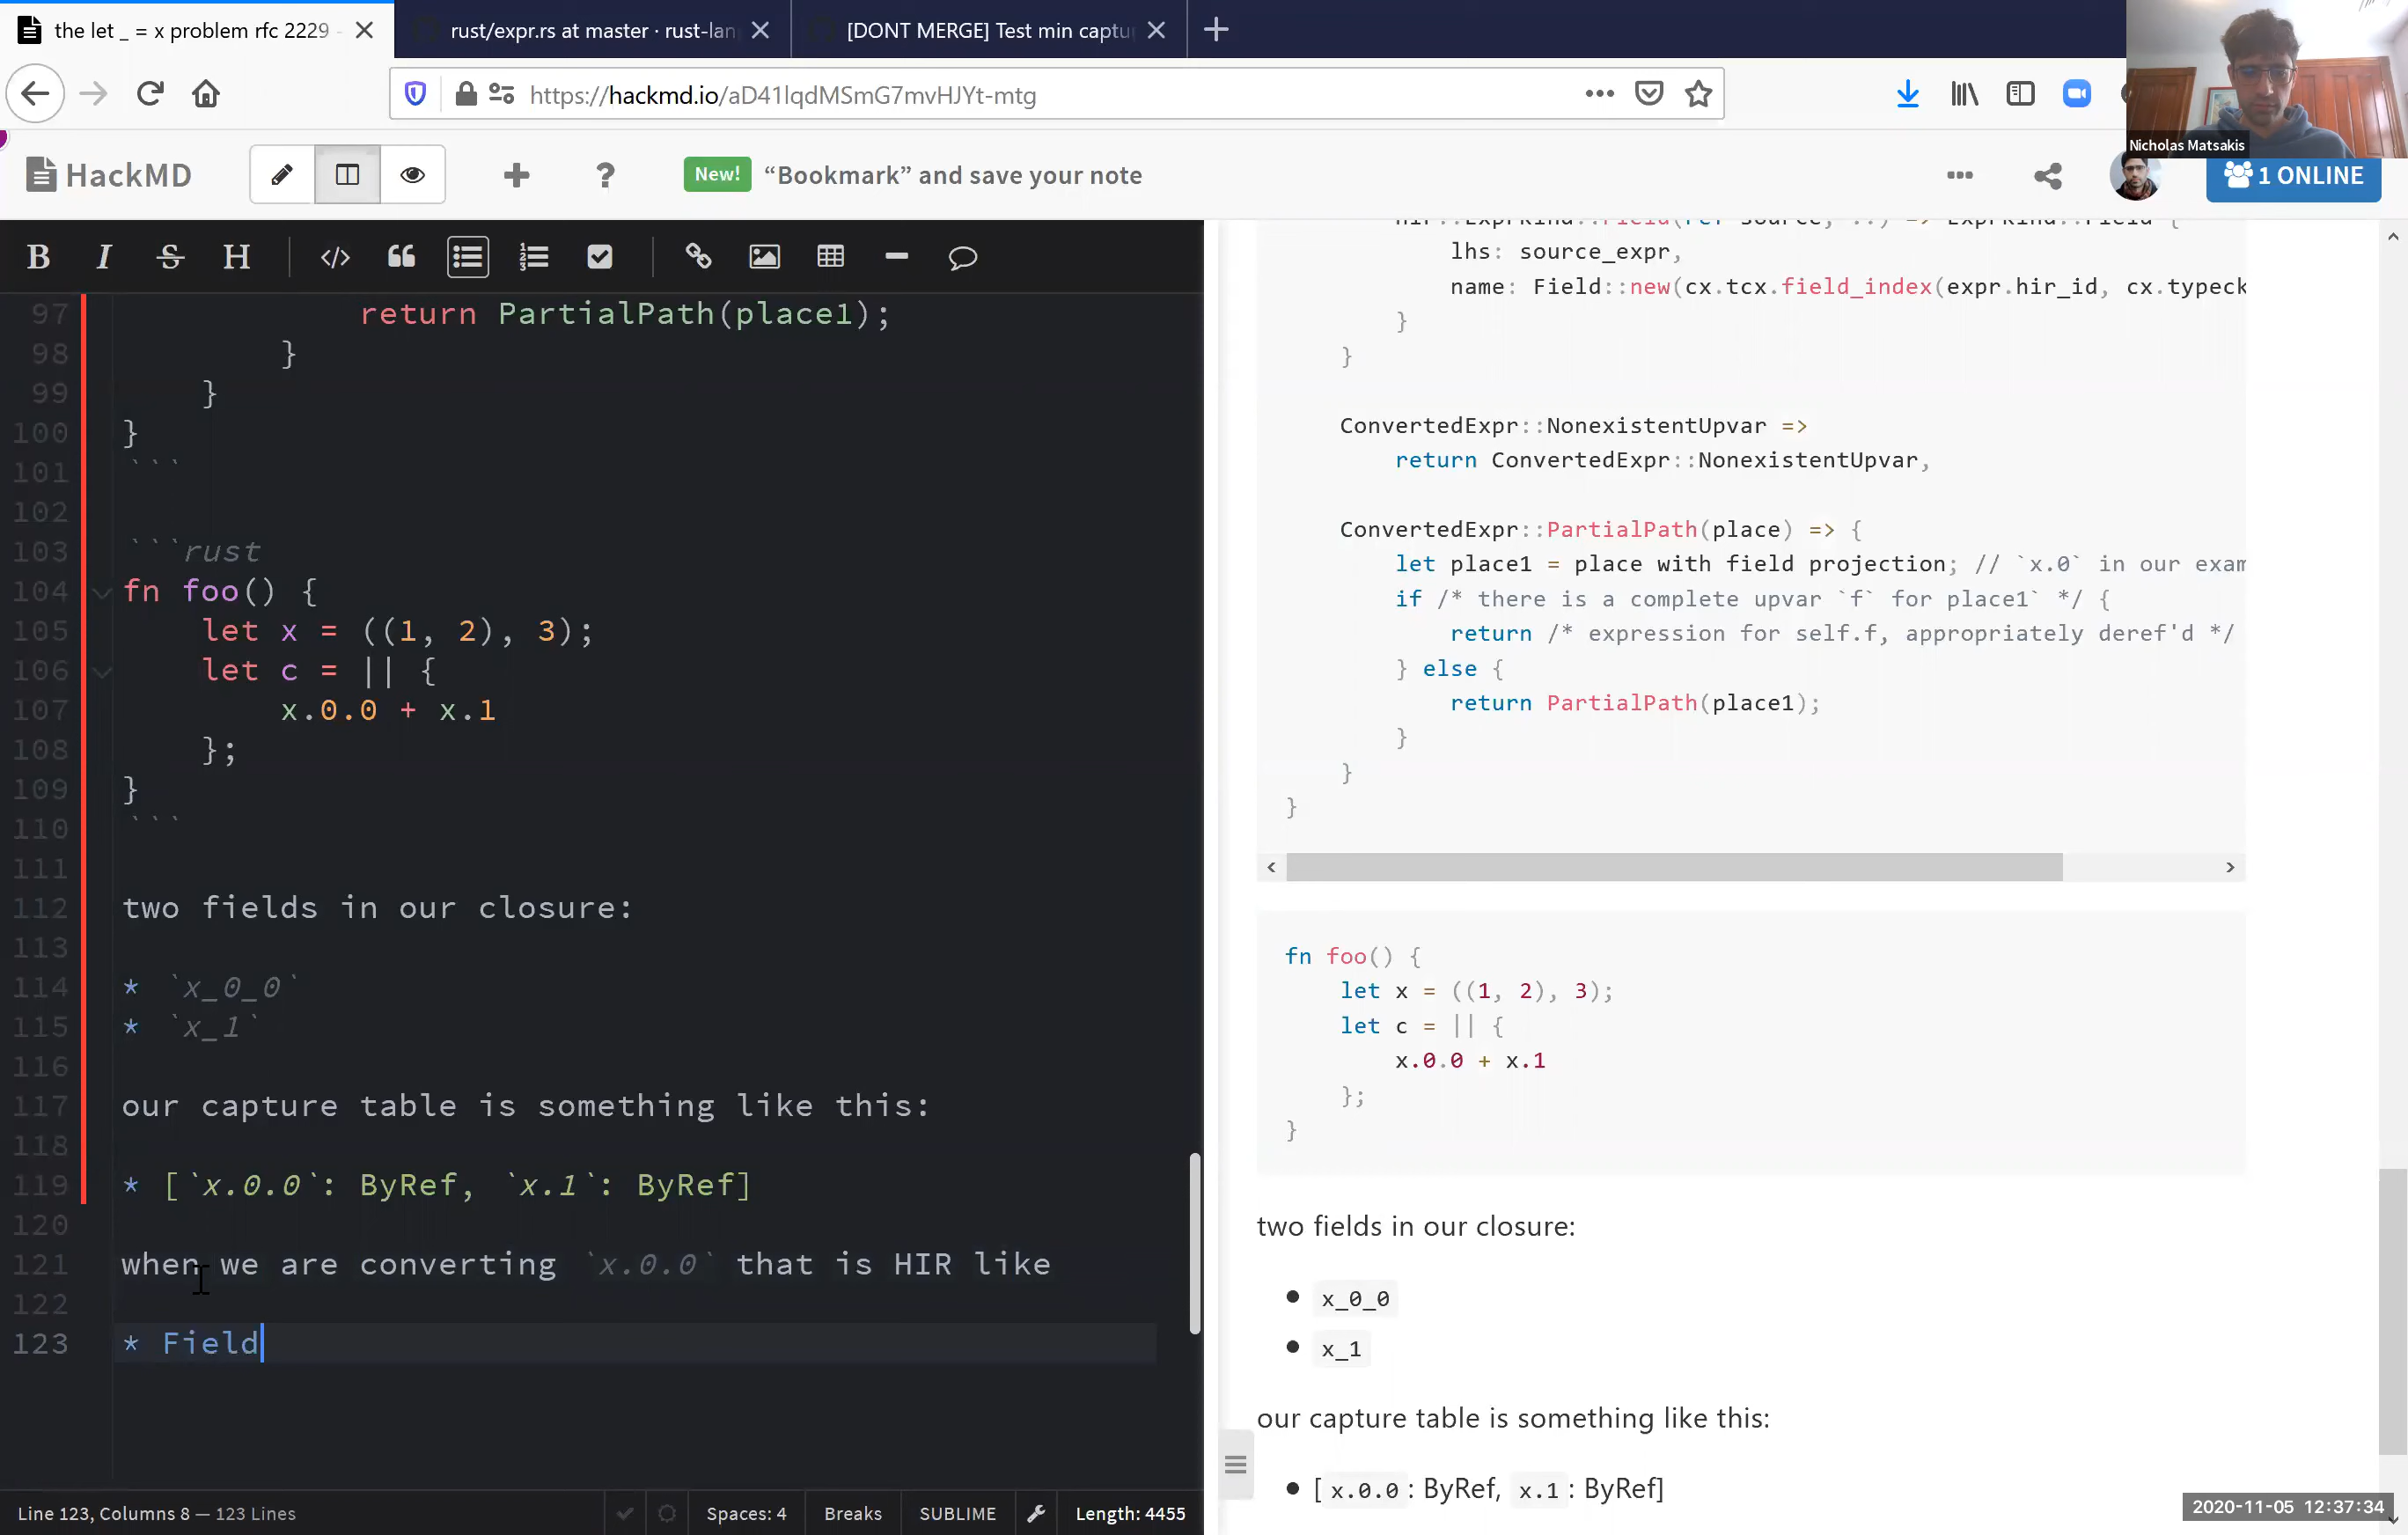 the let _ = x problem rfc 2229 -
rust/expr.rs at master · rust-lan
[DONT MERGE] Test min captu
https://hackmd.io/aD41lqdMSmG7mvHJYt-mtg
Nicholas Matsakis
HackMD
New! “Bookmark” and save your note
1 ONLINE
B I S H
97 return PartialPath(place1);
98 }
99 }
100 }
101 ```
102
103 ```rust
104 fn foo() {
105 let x = ((1, 2), 3);
106 let c = || {
107 x.0.0 + x.1
108 };
109 }
110 ```
111
112 two fields in our closure:
113
114 * `x_0_0`
115 * `x_1`
116
117 our capture table is something like this:
118
119 * [`x.0.0`: ByRef, `x.1`: ByRef]
120
121 when we are converting `x.0.0` that is HIR like
122
123 * Field
Line 123, Columns 8 — 123 Lines
Spaces: 4
Breaks
SUBLIME
Length: 4455
hir::ExprKind::Field(ref source, ..) => ExprKind::Field {
lhs: source_expr,
name: Field::new(cx.tcx.field_index(expr.hir_id, cx.typeck
}
}
ConvertedExpr::NonexistentUpvar =>
return ConvertedExpr::NonexistentUpvar,
ConvertedExpr::PartialPath(place) => {
let place1 = place with field projection; // `x.0` in our exam
if /* there is a complete upvar `f` for place1` */ {
return /* expression for self.f, appropriately deref'd */
} else {
return PartialPath(place1);
}
}
}
fn foo() {
let x = ((1, 2), 3);
let c = || {
x.0.0 + x.1
};
}
two fields in our closure:
• x_0_0
• x_1
our capture table is something like this:
• [ x.0.0 : ByRef, x.1 : ByRef]
2020-11-05 12:37:34